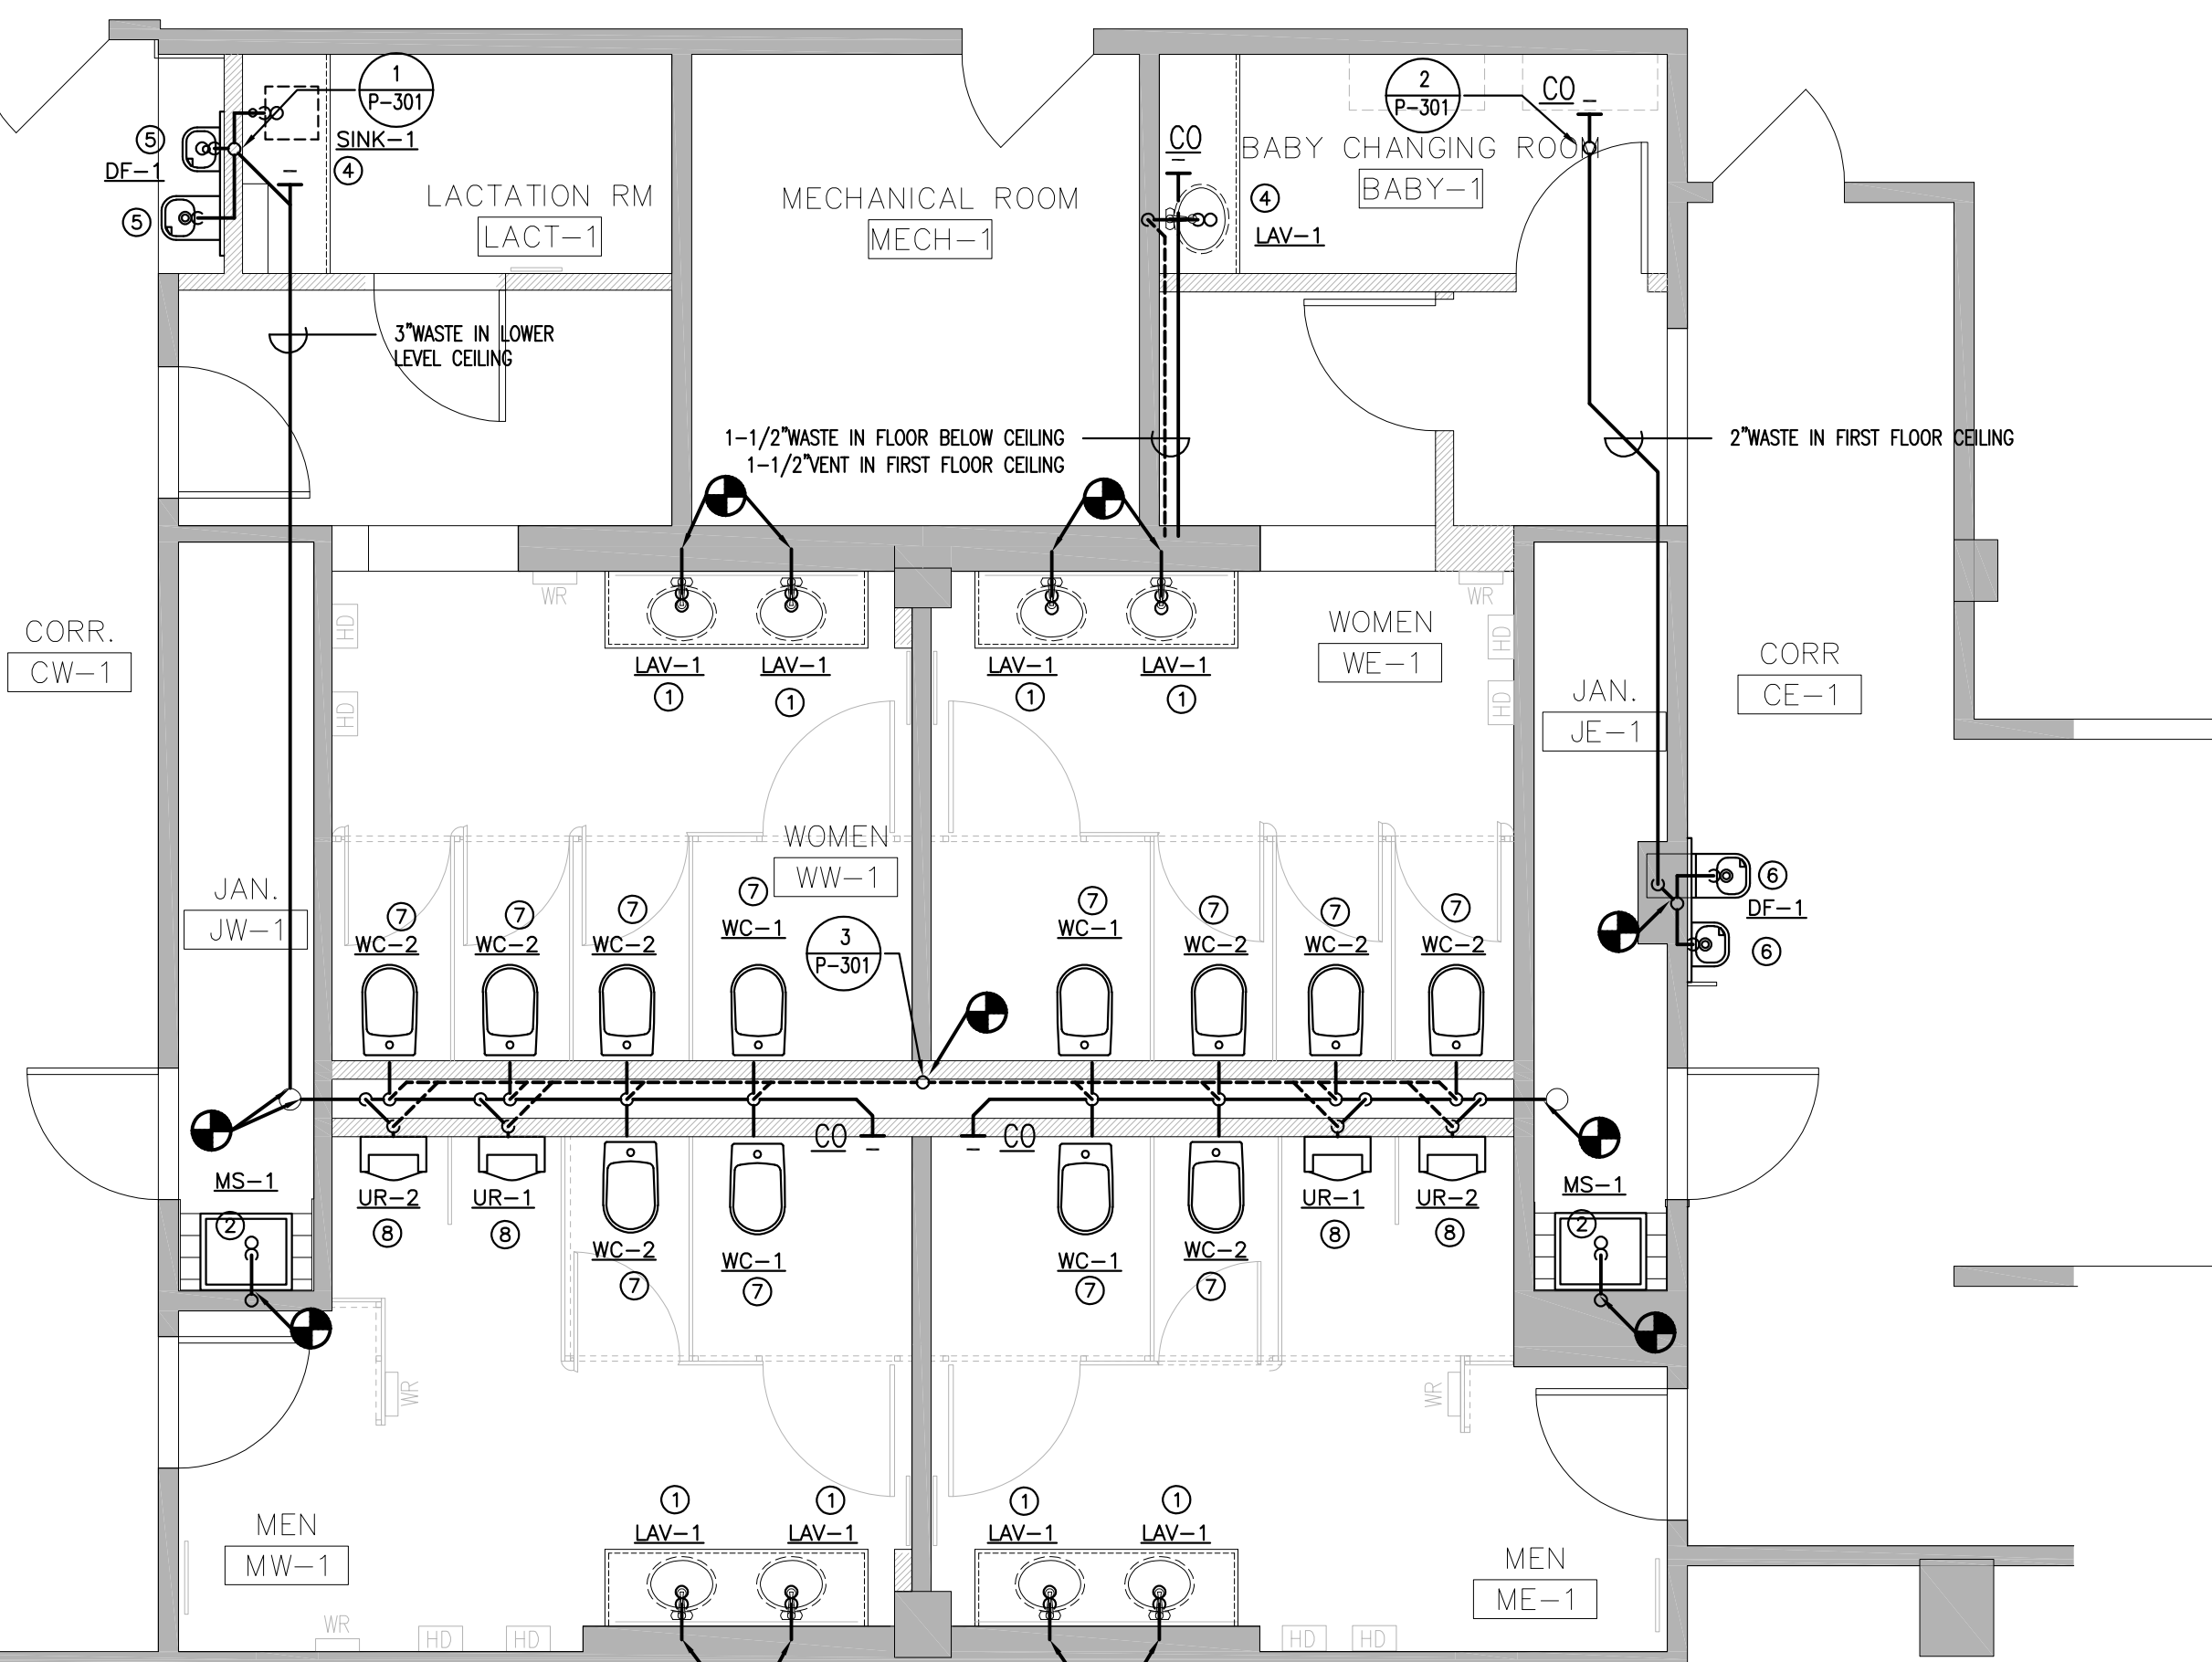 1
P-301
SINK-1
4
5
DF-1
5
LACTATION RM
LACT-1
MECHANICAL ROOM
MECH-1
CO
2
P-301
CO
BABY CHANGING ROOM
BABY-1
4
LAV-1
3"WASTE IN LOWER
LEVEL CEILING
1-1/2"WASTE IN FLOOR BELOW CEILING
1-1/2"VENT IN FIRST FLOOR CEILING
2"WASTE IN FIRST FLOOR CEILING
CORR.
CW-1
WR
HD
HD
LAV-1
1
LAV-1
1
LAV-1
1
LAV-1
1
WOMEN
WE-1
WR
HD
HD
JAN.
JE-1
CORR
CE-1
WOMEN
WW-1
JAN.
JW-1
7
WC-2
7
WC-2
7
WC-2
7
WC-1
3
P-301
7
WC-1
7
WC-2
7
WC-2
7
WC-2
6
DF-1
6
CO
CO
MS-1
2
UR-2
8
UR-1
8
WC-2
7
WC-1
7
WC-1
7
WC-2
7
UR-1
8
UR-2
8
MS-1
2
WR
WR
MEN
MW-1
1
LAV-1
1
LAV-1
1
LAV-1
1
LAV-1
MEN
ME-1
WR
HD
HD
HD
HD